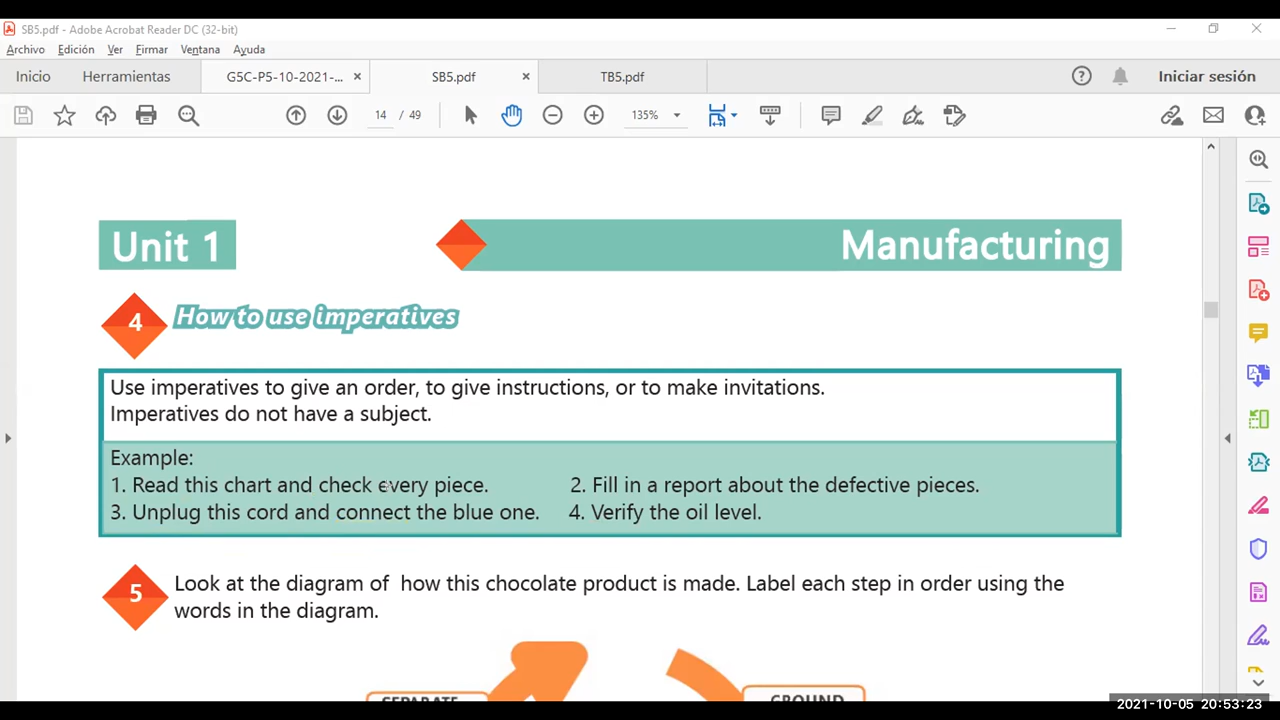 SB5.pdf - Adobe Acrobat Reader DC (32-bit)
Archivo Edición Ver Firmar Ventana Ayuda
Inicio Herramientas G5C-P5-10-2021-... × SB5.pdf × TB5.pdf Iniciar sesión
14 / 49 135%
Unit 1 Manufacturing
4 How to use imperatives
Use imperatives to give an order, to give instructions, or to make invitations.
Imperatives do not have a subject.
Example:
1. Read this chart and check every piece. 2. Fill in a report about the defective pieces.
3. Unplug this cord and connect the blue one. 4. Verify the oil level.
5 Look at the diagram of how this chocolate product is made. Label each step in order using the
words in the diagram.
SEPARATE GROUND
2021-10-05 20:53:23